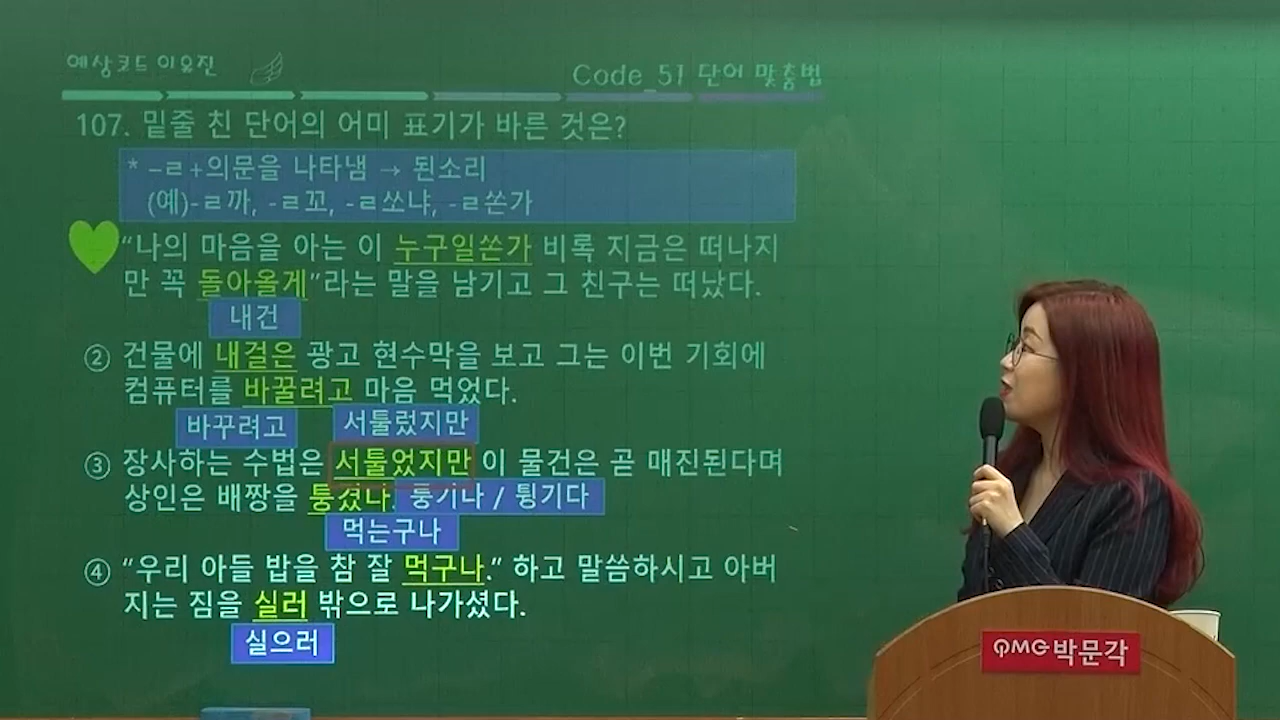 예상코드 이유진
Code_51 단어 맞춤법
107. 밑줄 친 단어의 어미 표기가 바른 것은?
* -ㄹ+의문을 나타냄 → 된소리
(예)-ㄹ까, -ㄹ꼬, -ㄹ쏘냐, -ㄹ쏜가
“나의 마음을 아는 이 누구일쏜가 비록 지금은 떠나지
만 꼭 돌아올게”라는 말을 남기고 그 친구는 떠났다.
내건
② 건물에 내걸은 광고 현수막을 보고 그는 이번 기회에
컴퓨터를 바꿀려고 마음 먹었다.
바꾸려고 서툴렀지만
③ 장사하는 수법은 서툴었지만 이 물건은 곧 매진된다며
상인은 배짱을 퉁겼다. 퉁기다 / 튕기다
먹는구나
④ “우리 아들 밥을 참 잘 먹구나.” 하고 말씀하시고 아버
지는 짐을 실러 밖으로 나가셨다.
실으러
PMG박문각